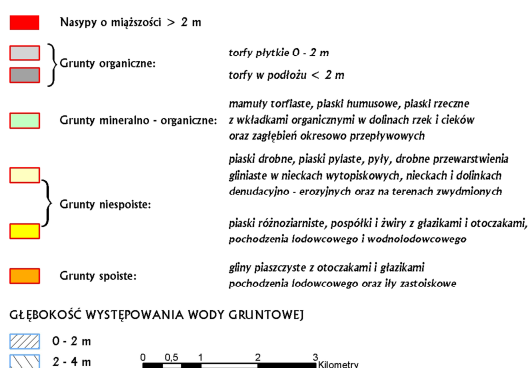 Nasypy o miąższości > 2 m
Grunty organiczne:
torfy płytkie 0 - 2 m
torfy w podłożu < 2 m
Grunty mineralno - organiczne:
mamuły torfiaste, piaski humusowe, piaski rzeczne
z wkładkami organicznymi w dolinach rzek i cieków
oraz zagłębień okresowo przepływowych
Grunty niespoiste:
piaski drobne, piaski pylaste, pyły, drobne przewarstwienia
gliniaste w nieckach wytopiskowych, nieckach i dolinkach
denudacyjno - erozyjnych oraz na terenach zwydmionych
piaski różnoziarniste, pospółki i żwiry z głazikami i otoczakami,
pochodzenia lodowcowego i wodnolodowcowego
Grunty spoiste:
gliny piaszczyste z otoczakami i głazikami
pochodzenia lodowcowego oraz iły zastoiskowe
GŁĘBOKOŚĆ WYSTĘPOWANIA WODY GRUNTOWEJ
0 - 2 m
2 - 4 m
0 0,5 1 2 3
Kilometry